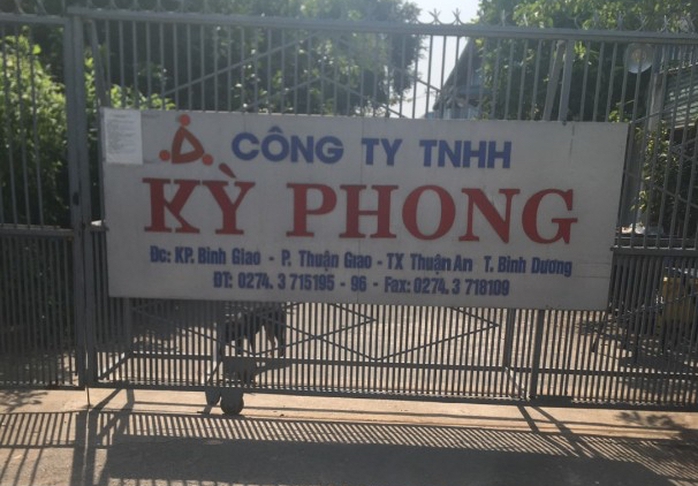 CÔNG TY TNHH
KỲ PHONG
Đc: KP. Bình Giao - P. Thuận Giao - TX Thuận An T. Bình Dương
ĐT: 0274. 3 715195 - 96 - Fax: 0274. 3 718109